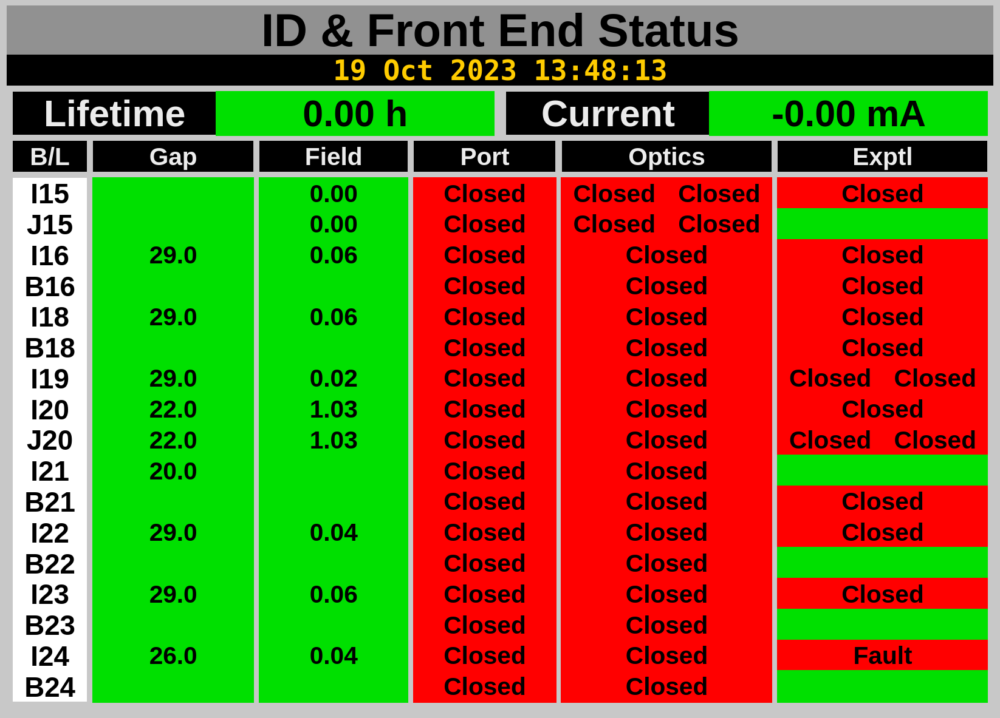 ID & Front End Status
19 Oct 2023 13:48:13
Lifetime 0.00 h Current -0.00 mA
B/L Gap Field Port Optics Exptl
I15 0.00 Closed Closed Closed Closed
J15 0.00 Closed Closed Closed
I16 29.0 0.06 Closed Closed Closed
B16 Closed Closed Closed
I18 29.0 0.06 Closed Closed Closed
B18 Closed Closed Closed
I19 29.0 0.02 Closed Closed Closed Closed
I20 22.0 1.03 Closed Closed Closed
J20 22.0 1.03 Closed Closed Closed Closed
I21 20.0 Closed Closed
B21 Closed Closed Closed
I22 29.0 0.04 Closed Closed Closed
B22 Closed Closed
I23 29.0 0.06 Closed Closed Closed
B23 Closed Closed
I24 26.0 0.04 Closed Closed Fault
B24 Closed Closed